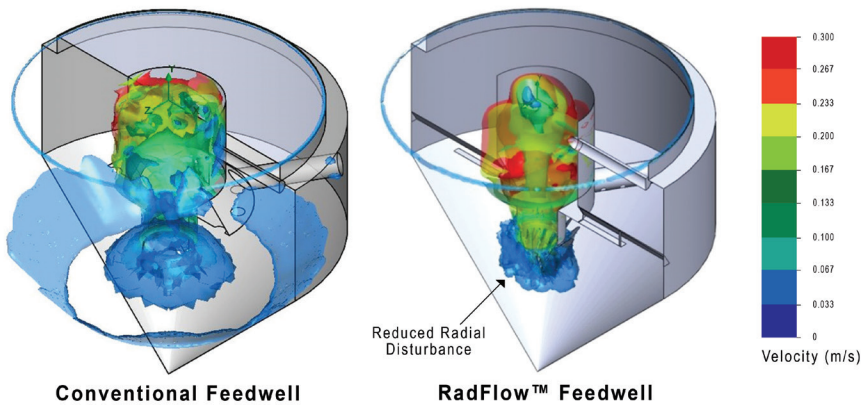 Y
Z
Reduced Radial
Disturbance
Conventional Feedwell
RadFlow™ Feedwell
0.300
0.267
0.233
0.200
0.167
0.133
0.100
0.067
0.033
0
Velocity (m/s)